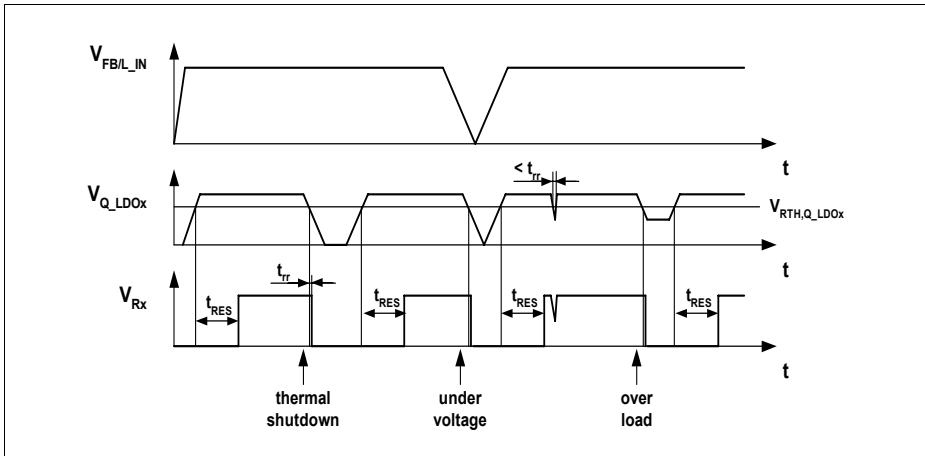 V_FB/L_IN
t
< t_rr
V_Q_LDOx
V_RTH,Q_LDOx
t
t_rr
V_Rx
t_RES
t_RES
t_RES
t_RES
t
thermal
shutdown
under
voltage
over
load